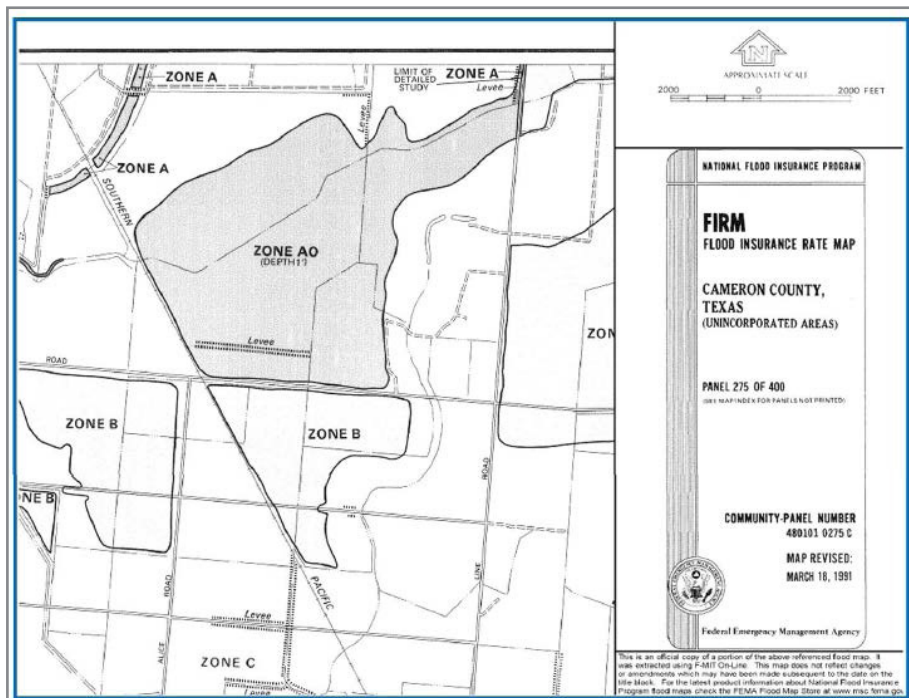 ZONE A
LIMIT OF
DETAILED
STUDY
ZONE A
Levee
Levee
ZONE A
SOUTHERN
ZONE AO
(DEPTH 1')
Levee
ROAD
ZONE B
ZONE B
ZONE B
ROAD
LINE
PACIFIC
ROAD
ALICE
Levee
ZONE C
N
APPROXIMATE SCALE
2000 0 2000 FEET
NATIONAL FLOOD INSURANCE PROGRAM
FIRM
FLOOD INSURANCE RATE MAP
CAMERON COUNTY,
TEXAS
(UNINCORPORATED AREAS)
PANEL 275 OF 400
(SEE MAP INDEX FOR PANELS NOT PRINTED)
COMMUNITY-PANEL NUMBER
480101 0275 C
MAP REVISED:
MARCH 18, 1991
Federal Emergency Management Agency
This is an official copy of a portion of the above referenced flood map. It
was extracted using F-MIT On-Line. This map does not reflect changes
or amendments which may have been made subsequent to the date on the
title block. For the latest product information about National Flood Insurance
Program flood maps check the FEMA Flood Map Store at www.msc.fema.gov